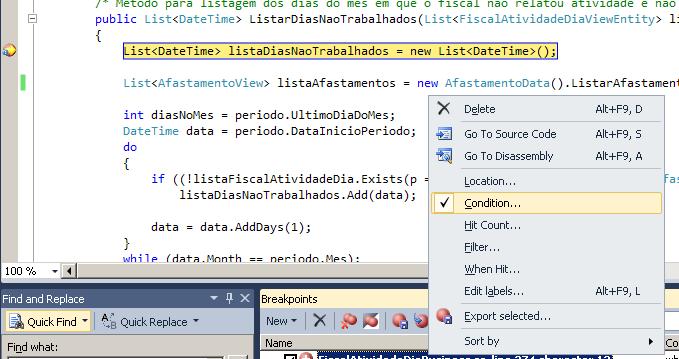 /* Método para listagem dos dias do mês em que o fiscal não relatou atividade e não
public List<DateTime> ListarDiasNaoTrabalhados(List<FiscalAtividadeDiaViewEntity> li
{
List<DateTime> listaDiasNaoTrabalhados = new List<DateTime>();
List<AfastamentoView> listaAfastamentos = new AfastamentoData().ListarAfastament
int diasNoMes = periodo.UltimoDiaDoMes;
DateTime data = periodo.DataInicioPeriodo;
do
{
if ((!listaFiscalAtividadeDia.Exists(p =
listaDiasNaoTrabalhados.Add(data);
data = data.AddDays(1);
}
while (data.Month == periodo.Mes);
Delete Alt+F9, D
Go To Source Code Alt+F9, S
Go To Disassembly Alt+F9, A
Location...
Condition...
Hit Count...
Filter...
When Hit...
Edit labels... Alt+F9, L
Export selected...
Sort by
100 %
Find and Replace
Quick Find Quick Replace
Find what:
Breakpoints
New